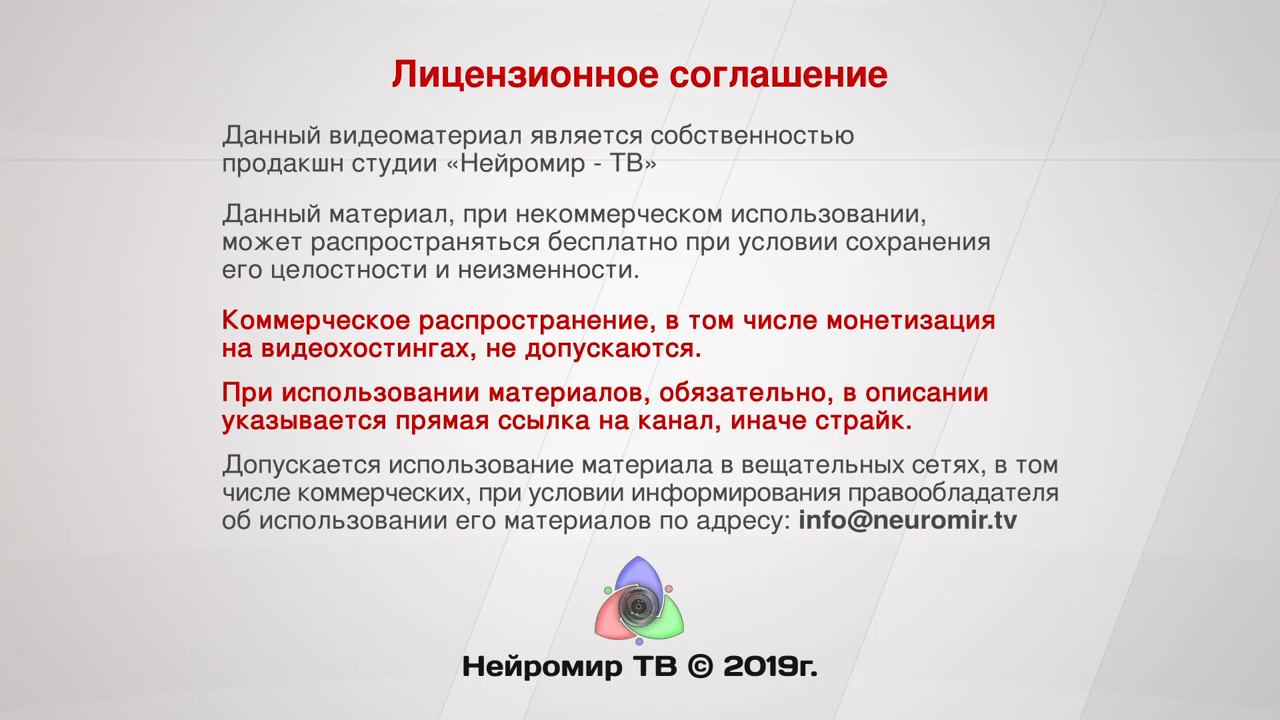 Лицензионное соглашение
Данный видеоматериал является собственностью
продакшн студии «Нейромир - ТВ»
Данный материал, при некоммерческом использовании,
может распространяться бесплатно при условии сохранения
его целостности и неизменности.
Коммерческое распространение, в том числе монетизация
на видеохостингах, не допускаются.
При использовании материалов, обязательно, в описании
указывается прямая ссылка на канал, иначе страйк.
Допускается использование материала в вещательных сетях, в том
числе коммерческих, при условии информирования правообладателя
об использовании его материалов по адресу: info@neuromir.tv
Нейромир ТВ © 2019г.